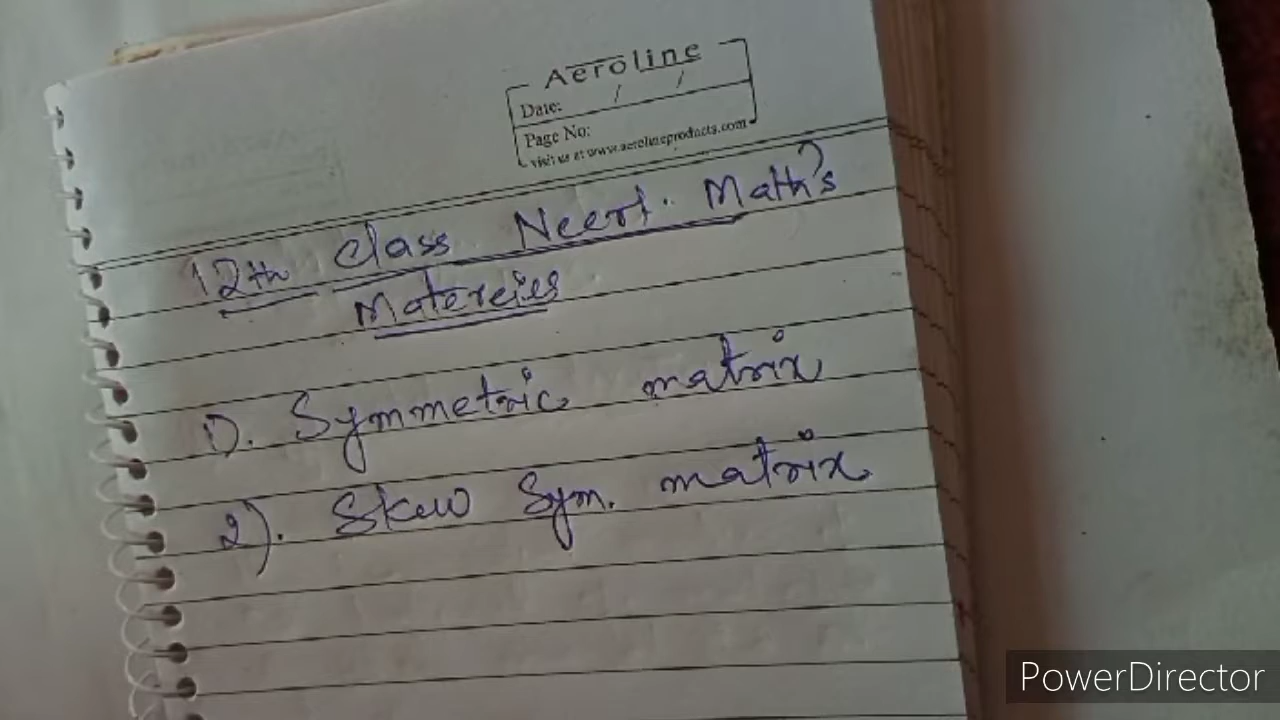 Aeroline
Date: / /
Page No:
visit us at www.aerolineproducts.com
12th class Ncert. Math's
Matereies
1). Symmetric matrix
2). Skew Sym. matrix
PowerDirector